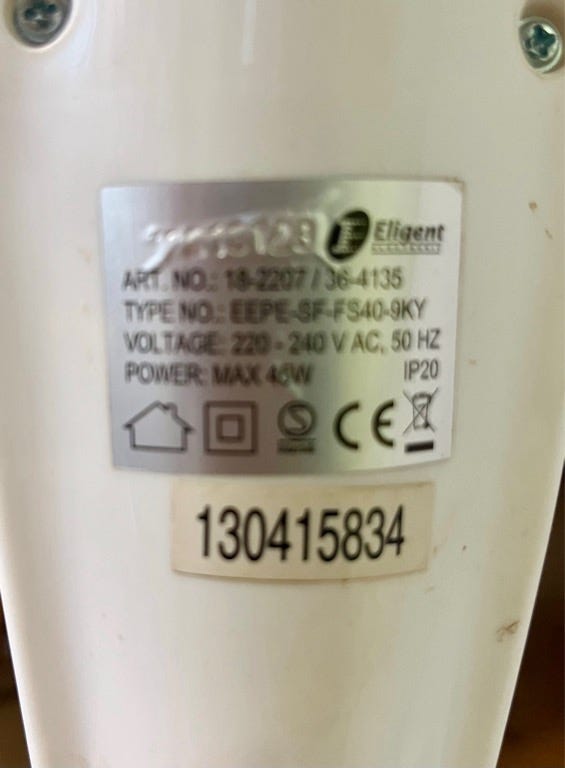 Eligent
ART. NO.: 18-2207 / 36-4135
TYPE NO.: EEPE-SF-FS40-9KY
VOLTAGE: 220 - 240 V AC, 50 HZ
POWER: MAX 45W IP20
CE
130415834